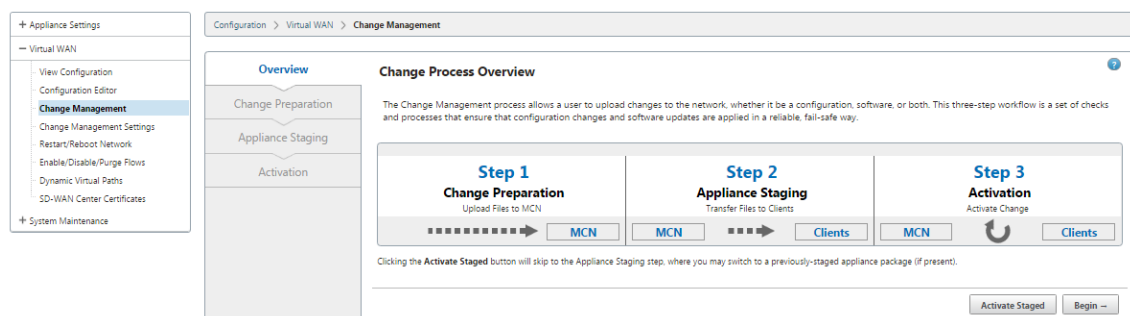 + Appliance Settings
− Virtual WAN
View Configuration
Configuration Editor
Change Management
Change Management Settings
Restart/Reboot Network
Enable/Disable/Purge Flows
Dynamic Virtual Paths
SD-WAN Center Certificates
+ System Maintenance
Configuration > Virtual WAN > Change Management
Overview
Change Preparation
Appliance Staging
Activation
Change Process Overview
?
The Change Management process allows a user to upload changes to the network, whether it be a configuration, software, or both. This three-step workflow is a set of checks
and processes that ensure that configuration changes and software updates are applied in a reliable, fail-safe way.
Step 1
Change Preparation
Upload Files to MCN
MCN
Step 2
Appliance Staging
Transfer Files to Clients
MCN
Clients
Step 3
Activation
Activate Change
MCN
Clients
Clicking the Activate Staged button will skip to the Appliance Staging step, where you may switch to a previously-staged appliance package (if present).
Activate Staged
Begin →